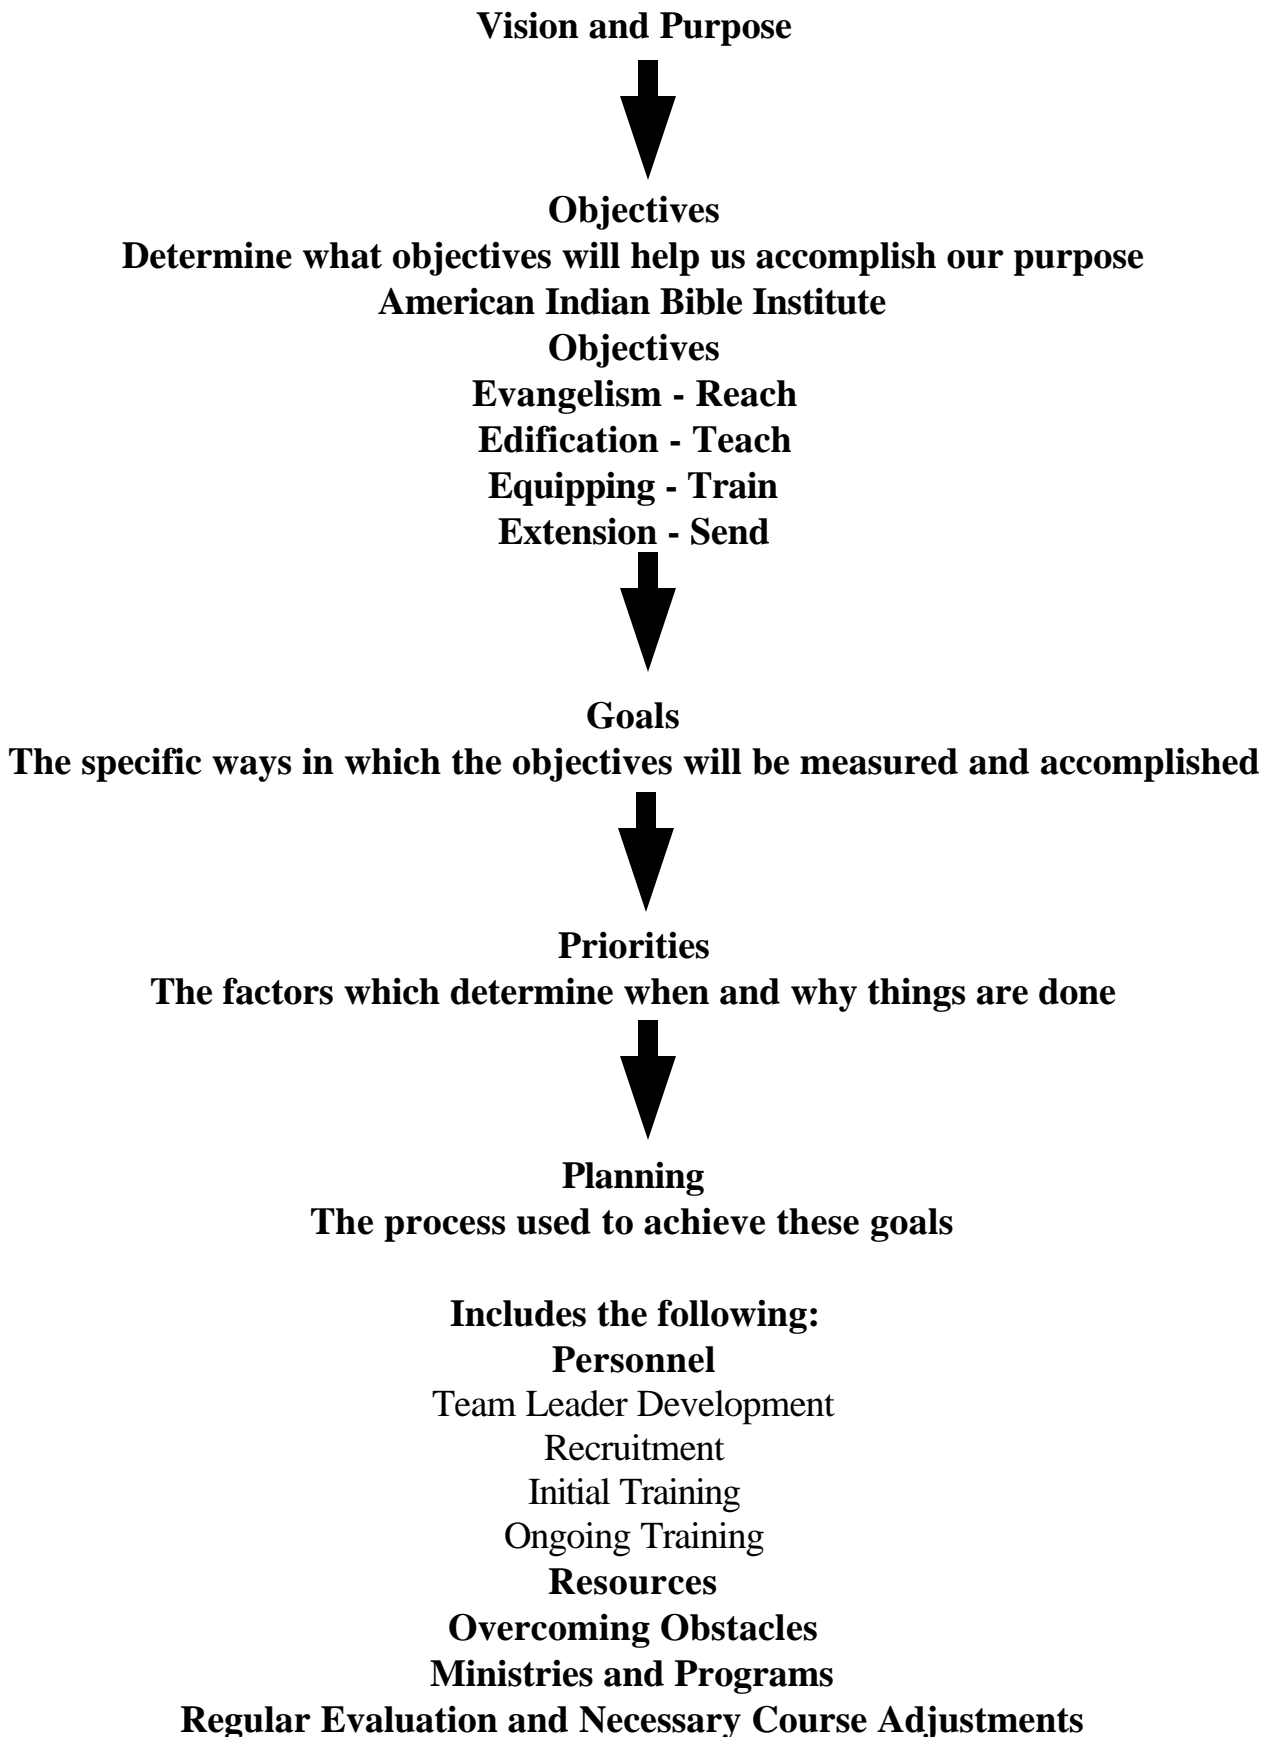 Vision and Purpose
Objectives
Determine what objectives will help us accomplish our purpose
American Indian Bible Institute
Objectives
Evangelism - Reach
Edification - Teach
Equipping - Train
Extension - Send
Goals
The specific ways in which the objectives will be measured and accomplished
Priorities
The factors which determine when and why things are done
Planning
The process used to achieve these goals
Includes the following:
Personnel
Team Leader Development
Recruitment
Initial Training
Ongoing Training
Resources
Overcoming Obstacles
Ministries and Programs
Regular Evaluation and Necessary Course Adjustments